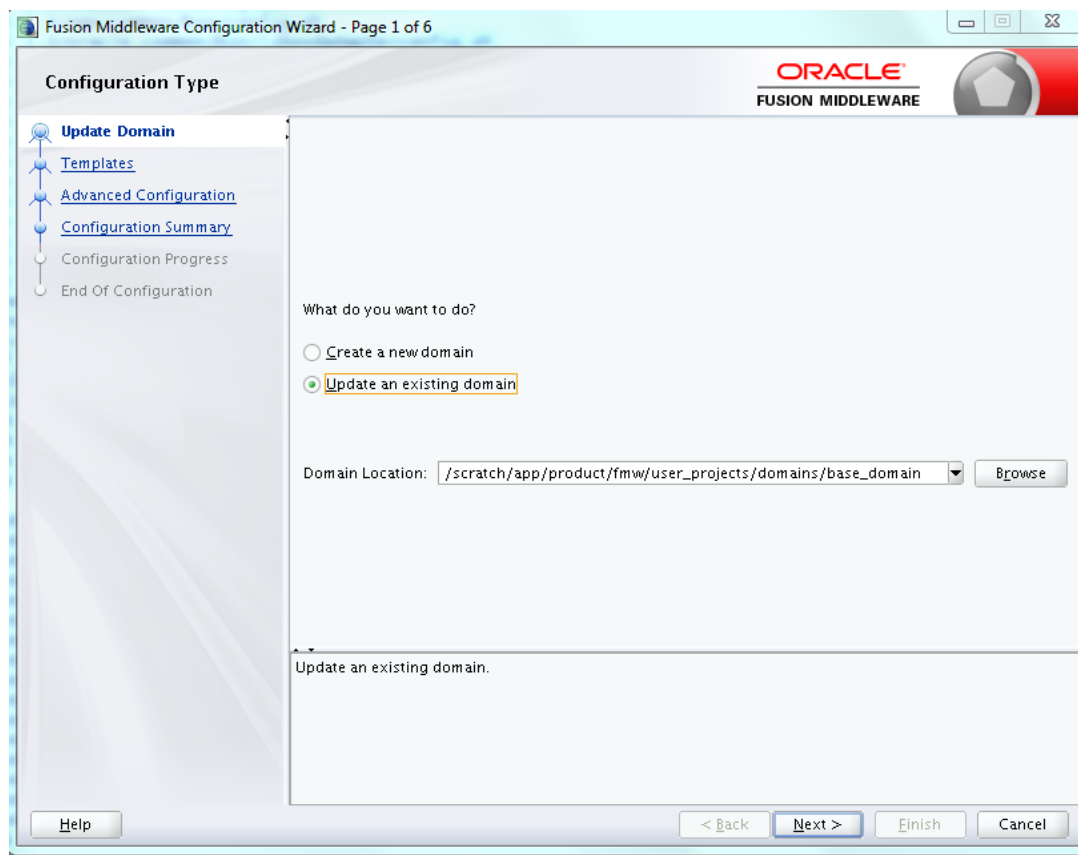 Fusion Middleware Configuration Wizard - Page 1 of 6
Configuration Type
ORACLE
FUSION MIDDLEWARE
Update Domain
Templates
Advanced Configuration
Configuration Summary
Configuration Progress
End Of Configuration
What do you want to do?
Create a new domain
Update an existing domain
Domain Location: /scratch/app/product/fmw/user_projects/domains/base_domain Browse
Update an existing domain.
Help < Back Next > Finish Cancel